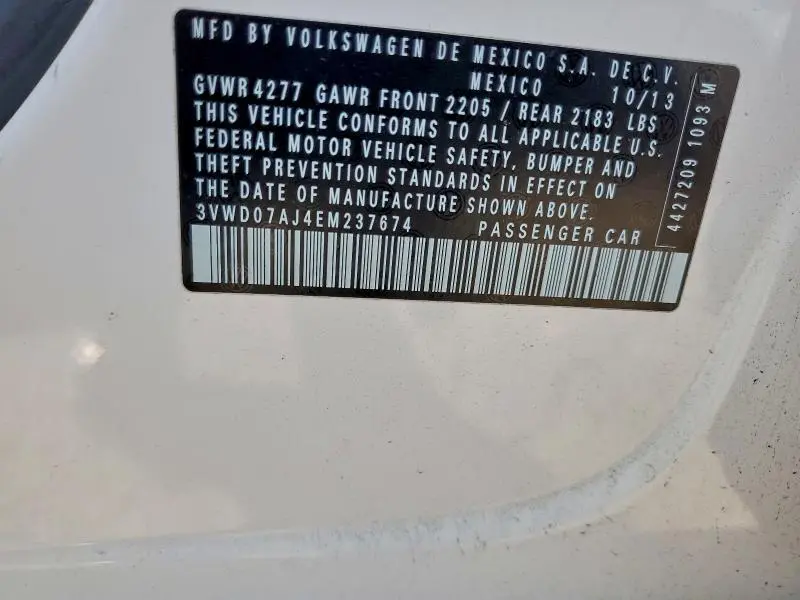 MFD BY VOLKSWAGEN DE MEXICO S.A. DE C.V.
MEXICO 10/13
GVWR 4277 GAWR FRONT 2205 / REAR 2183 LBS
THIS VEHICLE CONFORMS TO ALL APPLICABLE U.S.
FEDERAL MOTOR VEHICLE SAFETY, BUMPER AND
THEFT PREVENTION STANDARDS IN EFFECT ON
THE DATE OF MANUFACTURE SHOWN ABOVE.
3VWD07AJ4EM237674 PASSENGER CAR
4427209 1093 M